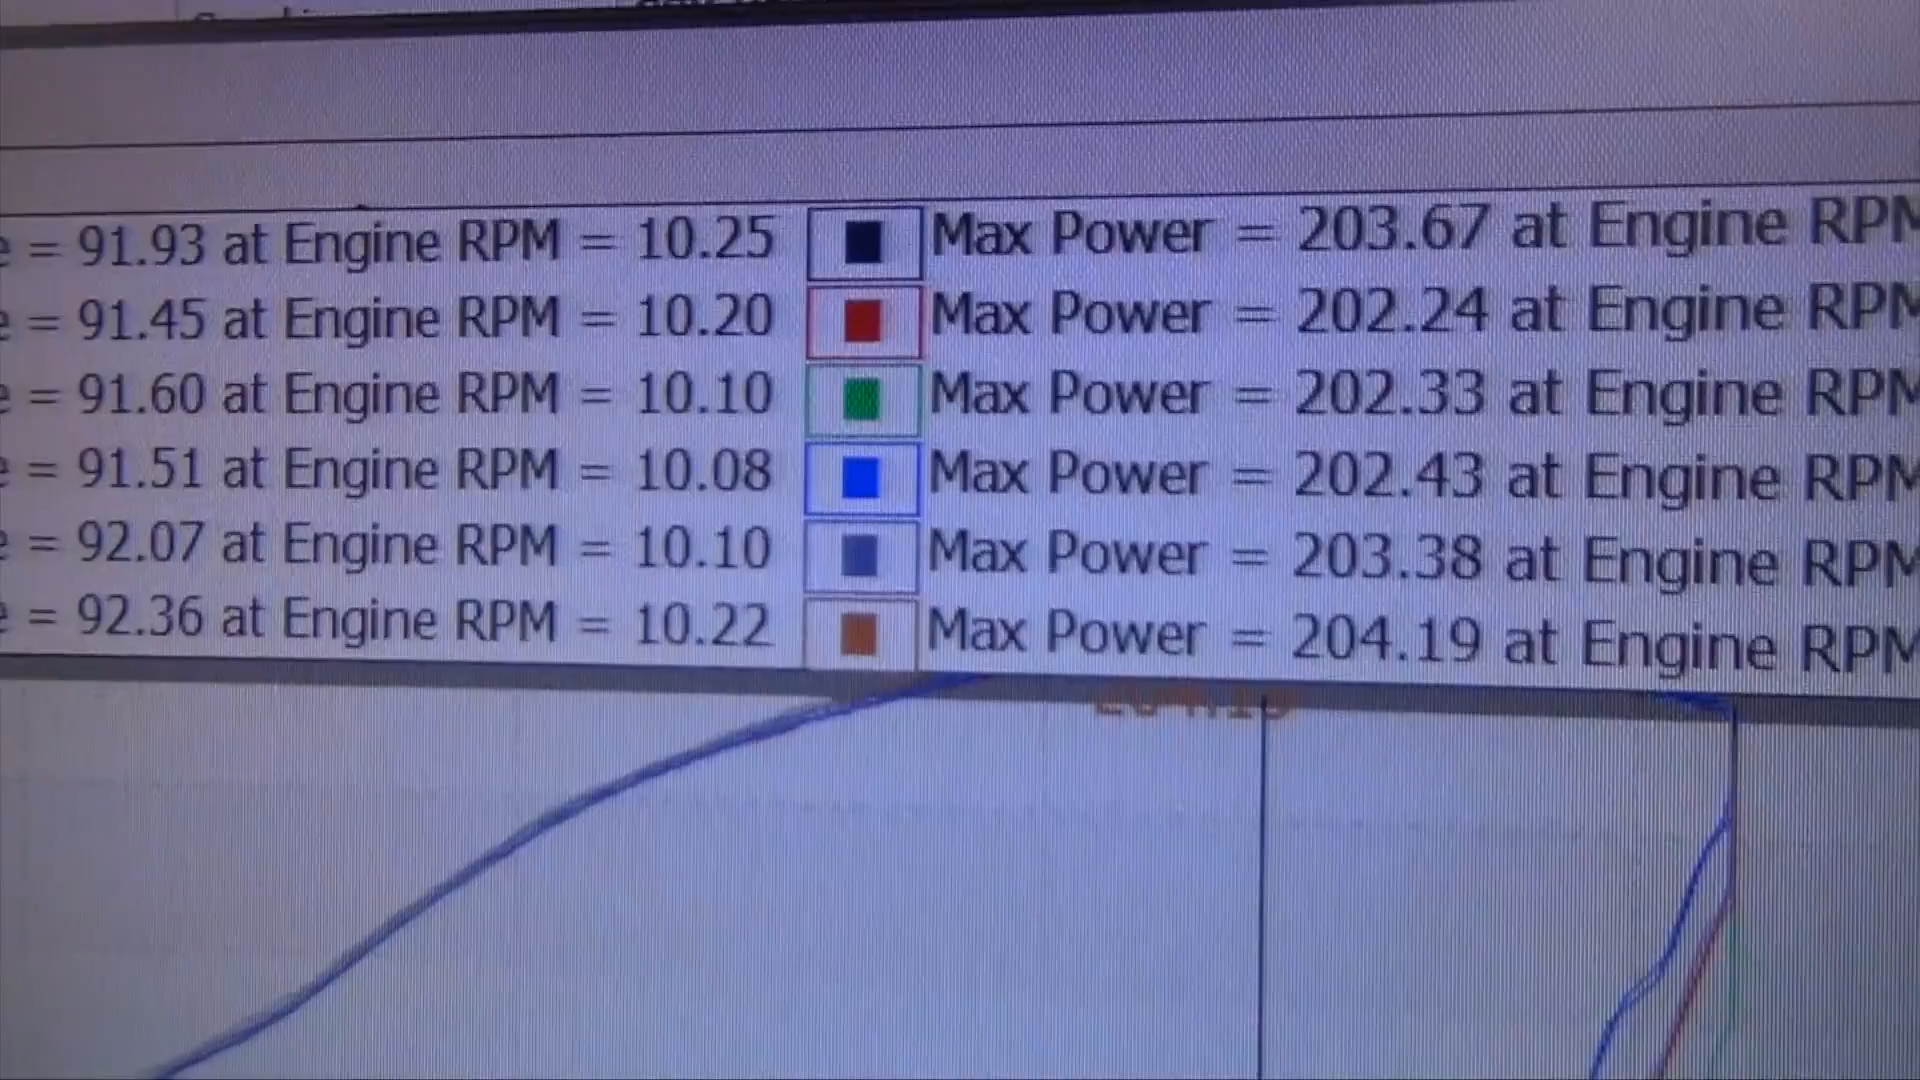 e = 91.93 at Engine RPM = 10.25 Max Power = 203.67 at Engine RPM
e = 91.45 at Engine RPM = 10.20 Max Power = 202.24 at Engine RPM
e = 91.60 at Engine RPM = 10.10 Max Power = 202.33 at Engine RPM
e = 91.51 at Engine RPM = 10.08 Max Power = 202.43 at Engine RPM
e = 92.07 at Engine RPM = 10.10 Max Power = 203.38 at Engine RPM
e = 92.36 at Engine RPM = 10.22 Max Power = 204.19 at Engine RPM
204.19